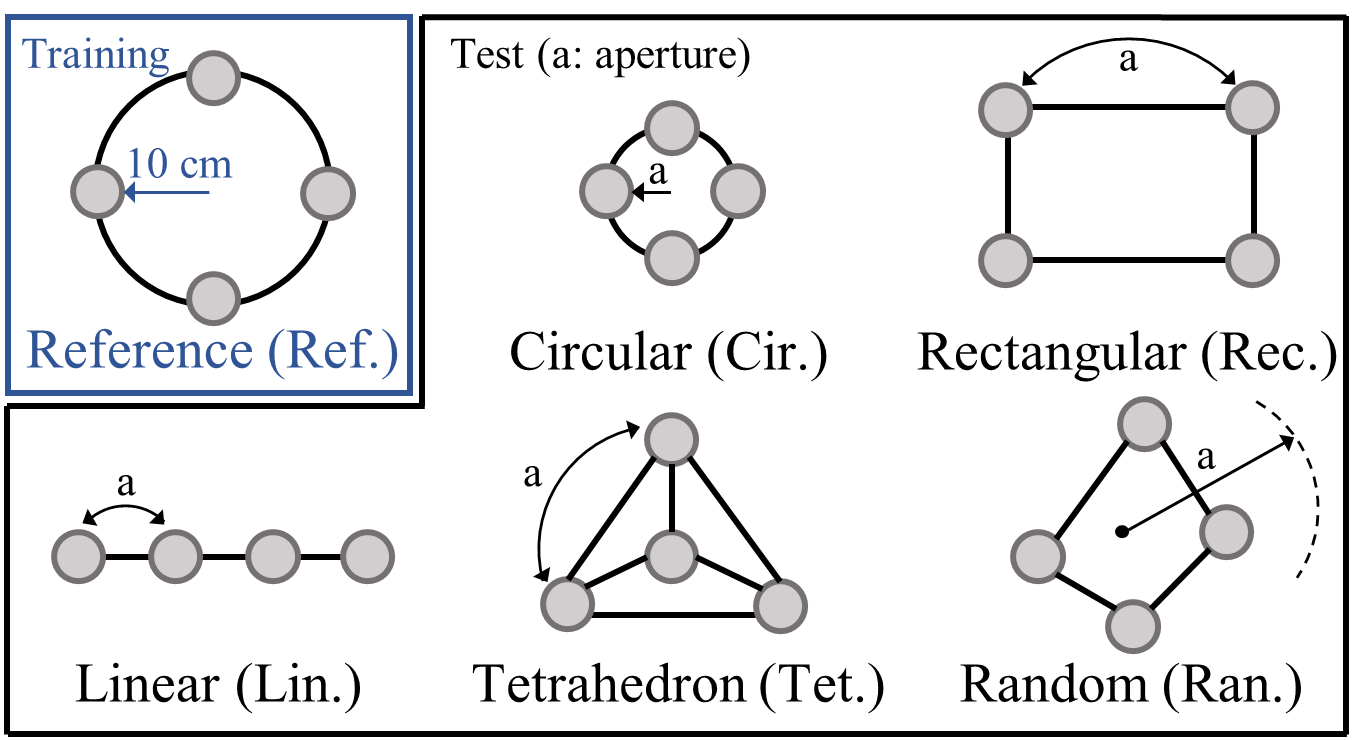 Training
10 cm
Reference (Ref.)
Test (a: aperture)
a
Circular (Cir.)
a
Rectangular (Rec.)
a
Linear (Lin.)
a
Tetrahedron (Tet.)
a
Random (Ran.)